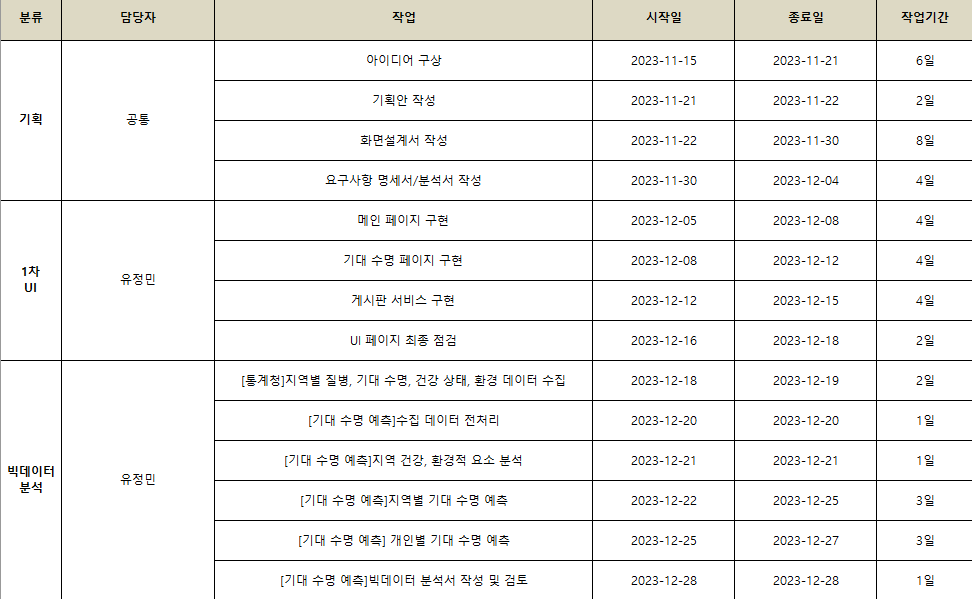 분류 담당자 작업 시작일 종료일 작업기간
기획 공통 아이디어 구상 2023-11-15 2023-11-21 6일
기획안 작성 2023-11-21 2023-11-22 2일
화면설계서 작성 2023-11-22 2023-11-30 8일
요구사항 명세서/분석서 작성 2023-11-30 2023-12-04 4일
1차
UI
유정민
메인 페이지 구현 2023-12-05 2023-12-08 4일
기대 수명 페이지 구현 2023-12-08 2023-12-12 4일
게시판 서비스 구현 2023-12-12 2023-12-15 4일
UI 페이지 최종 점검 2023-12-16 2023-12-18 2일
빅데이터
분석
유정민
[통계청]지역별 질병, 기대 수명, 건강 상태, 환경 데이터 수집 2023-12-18 2023-12-19 2일
[기대 수명 예측]수집 데이터 전처리 2023-12-20 2023-12-20 1일
[기대 수명 예측]지역 건강, 환경적 요소 분석 2023-12-21 2023-12-21 1일
[기대 수명 예측]지역별 기대 수명 예측 2023-12-22 2023-12-25 3일
[기대 수명 예측] 개인별 기대 수명 예측 2023-12-25 2023-12-27 3일
[기대 수명 예측]빅데이터 분석서 작성 및 검토 2023-12-28 2023-12-28 1일